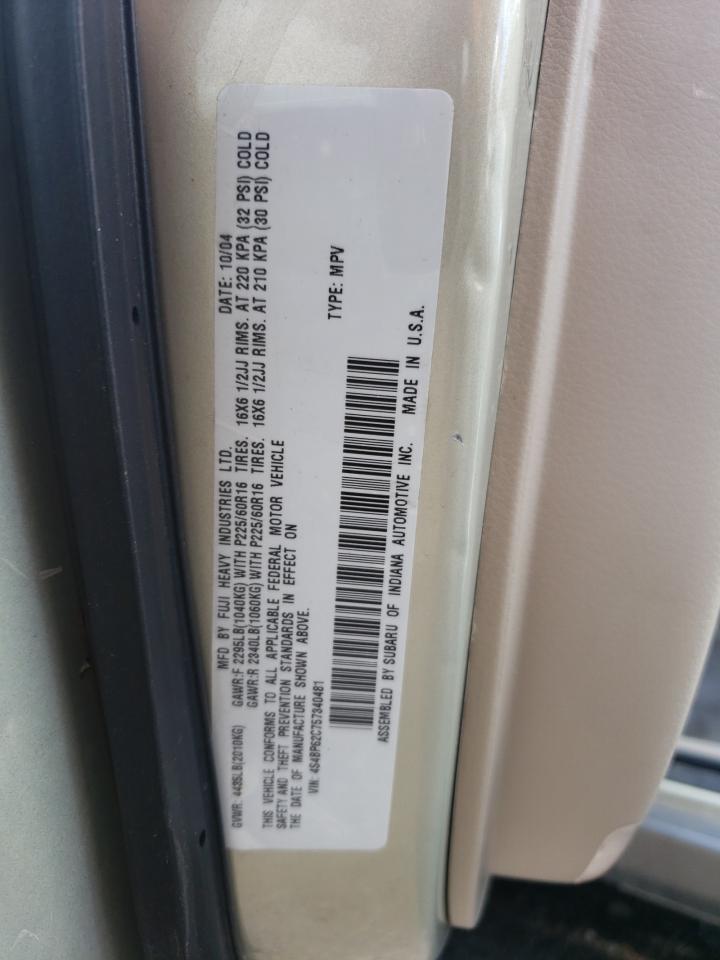 MFD BY FUJI HEAVY INDUSTRIES LTD. DATE: 10/04
GVWR. 4435LB(2010KG) GAWR:F 2295LB(1040KG) WITH P225/60R16 TIRES. 16X6 1/2JJ RIMS. AT 220 KPA (32 PSI) COLD
GAWR:R 2340LB(1060KG) WITH P225/60R16 TIRES. 16X6 1/2JJ RIMS. AT 210 KPA (30 PSI) COLD
THIS VEHICLE CONFORMS TO ALL APPLICABLE FEDERAL MOTOR VEHICLE
SAFETY AND THEFT PREVENTION STANDARDS IN EFFECT ON
THE DATE OF MANUFACTURE SHOWN ABOVE.
VIN: 4S4BP62C757340481 TYPE: MPV
ASSEMBLED BY SUBARU OF INDIANA AUTOMOTIVE INC. MADE IN U.S.A.